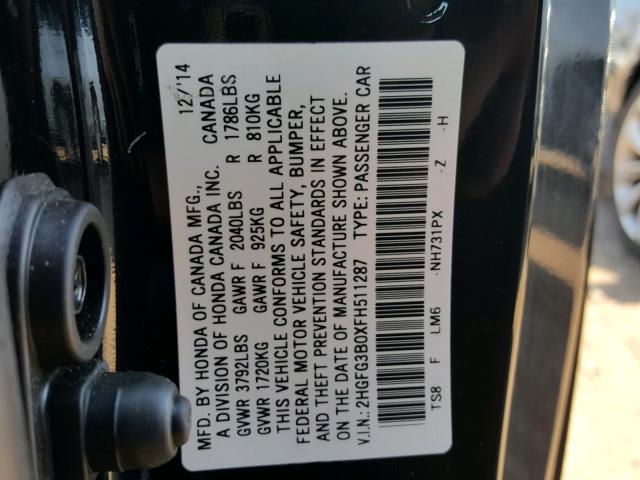 MFD. BY HONDA OF CANADA MFG., 12/14
A DIVISION OF HONDA CANADA INC. CANADA
GVWR 3792LBS GAWR F 2040LBS R 1786LBS
GVWR 1720KG GAWR F 925KG R 810KG
THIS VEHICLE CONFORMS TO ALL APPLICABLE
FEDERAL MOTOR VEHICLE SAFETY, BUMPER,
AND THEFT PREVENTION STANDARDS IN EFFECT
ON THE DATE OF MANUFACTURE SHOWN ABOVE.
V.I.N.: 2HGFG3B0XFH511287 TYPE: PASSENGER CAR
TS8 F LM6 -NH731PX -Z -H